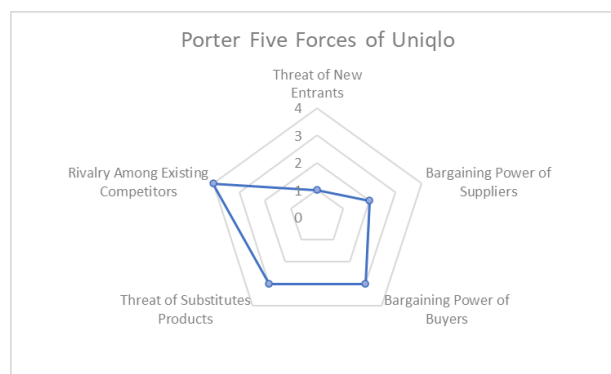 Porter Five Forces of Uniqlo
Threat of New
Entrants
4
3
2
1
0
Rivalry Among Existing
Competitors
Bargaining Power of
Suppliers
Threat of Substitutes
Products
Bargaining Power of
Buyers